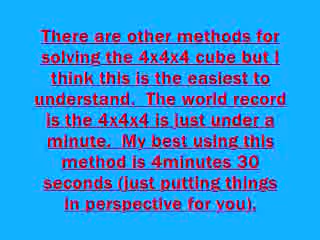 There are other methods for
solving the 4x4x4 cube but I
think this is the easiest to
understand.  The world record
is the 4x4x4 is just under a
minute.  My best using this
method is 4minutes 30
seconds (just putting things
in perspective for you).